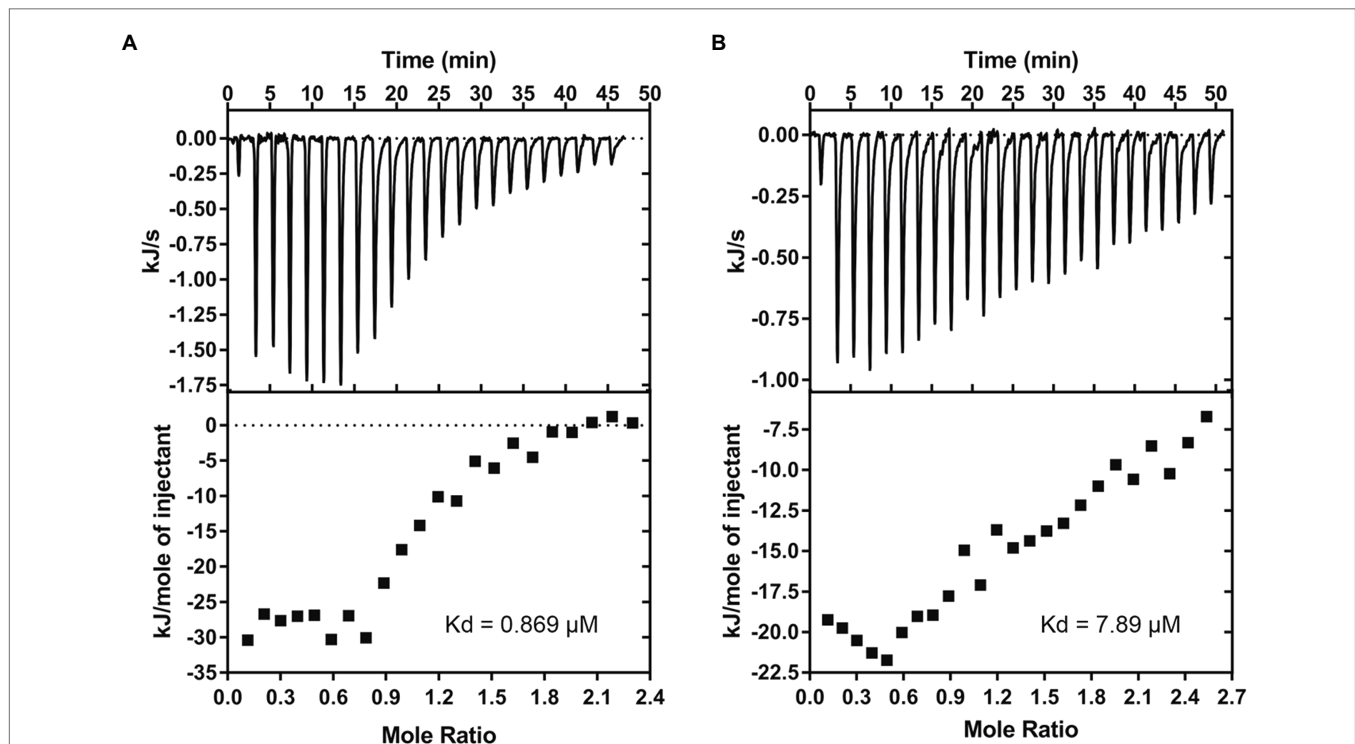 A
Time (min)
0 5 10 15 20 25 30 35 40 45 50
0.00
-0.25
-0.50
-0.75
-1.00
-1.25
-1.50
-1.75
kJ/s
0
-5
-10
-15
-20
-25
-30
-35
kJ/mole of injectant
Kd = 0.869 µM
0.0 0.3 0.6 0.9 1.2 1.5 1.8 2.1 2.4
Mole Ratio
B
Time (min)
0 5 10 15 20 25 30 35 40 45 50
0.00
-0.25
-0.50
-0.75
-1.00
kJ/s
-7.5
-10.0
-12.5
-15.0
-17.5
-20.0
-22.5
kJ/mole of injectant
Kd = 7.89 µM
0.0 0.3 0.6 0.9 1.2 1.5 1.8 2.1 2.4 2.7
Mole Ratio